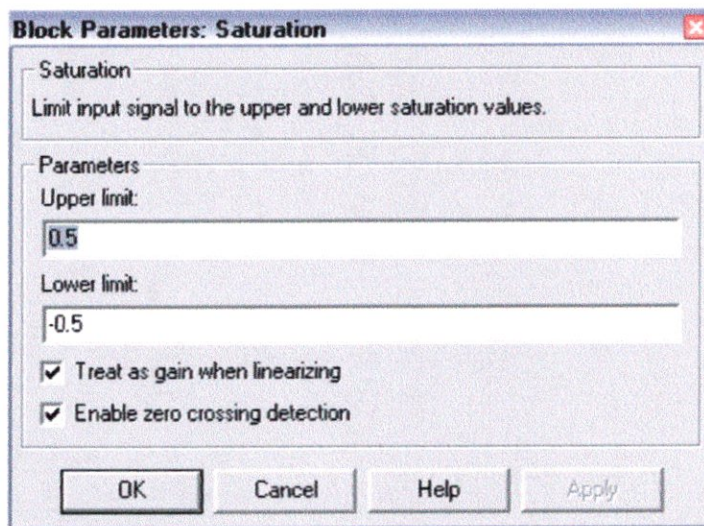 Block Parameters: Saturation
Saturation
Limit input signal to the upper and lower saturation values.
Parameters
Upper limit:
0.5
Lower limit:
-0.5
Treat as gain when linearizing
Enable zero crossing detection
OK
Cancel
Help
Apply